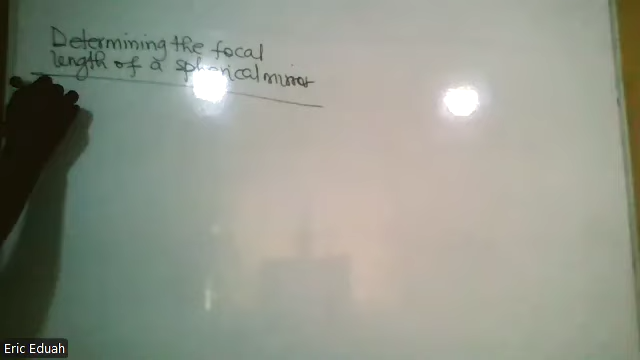 Determining the focal
length of a spherical mirror
Eric Eduah